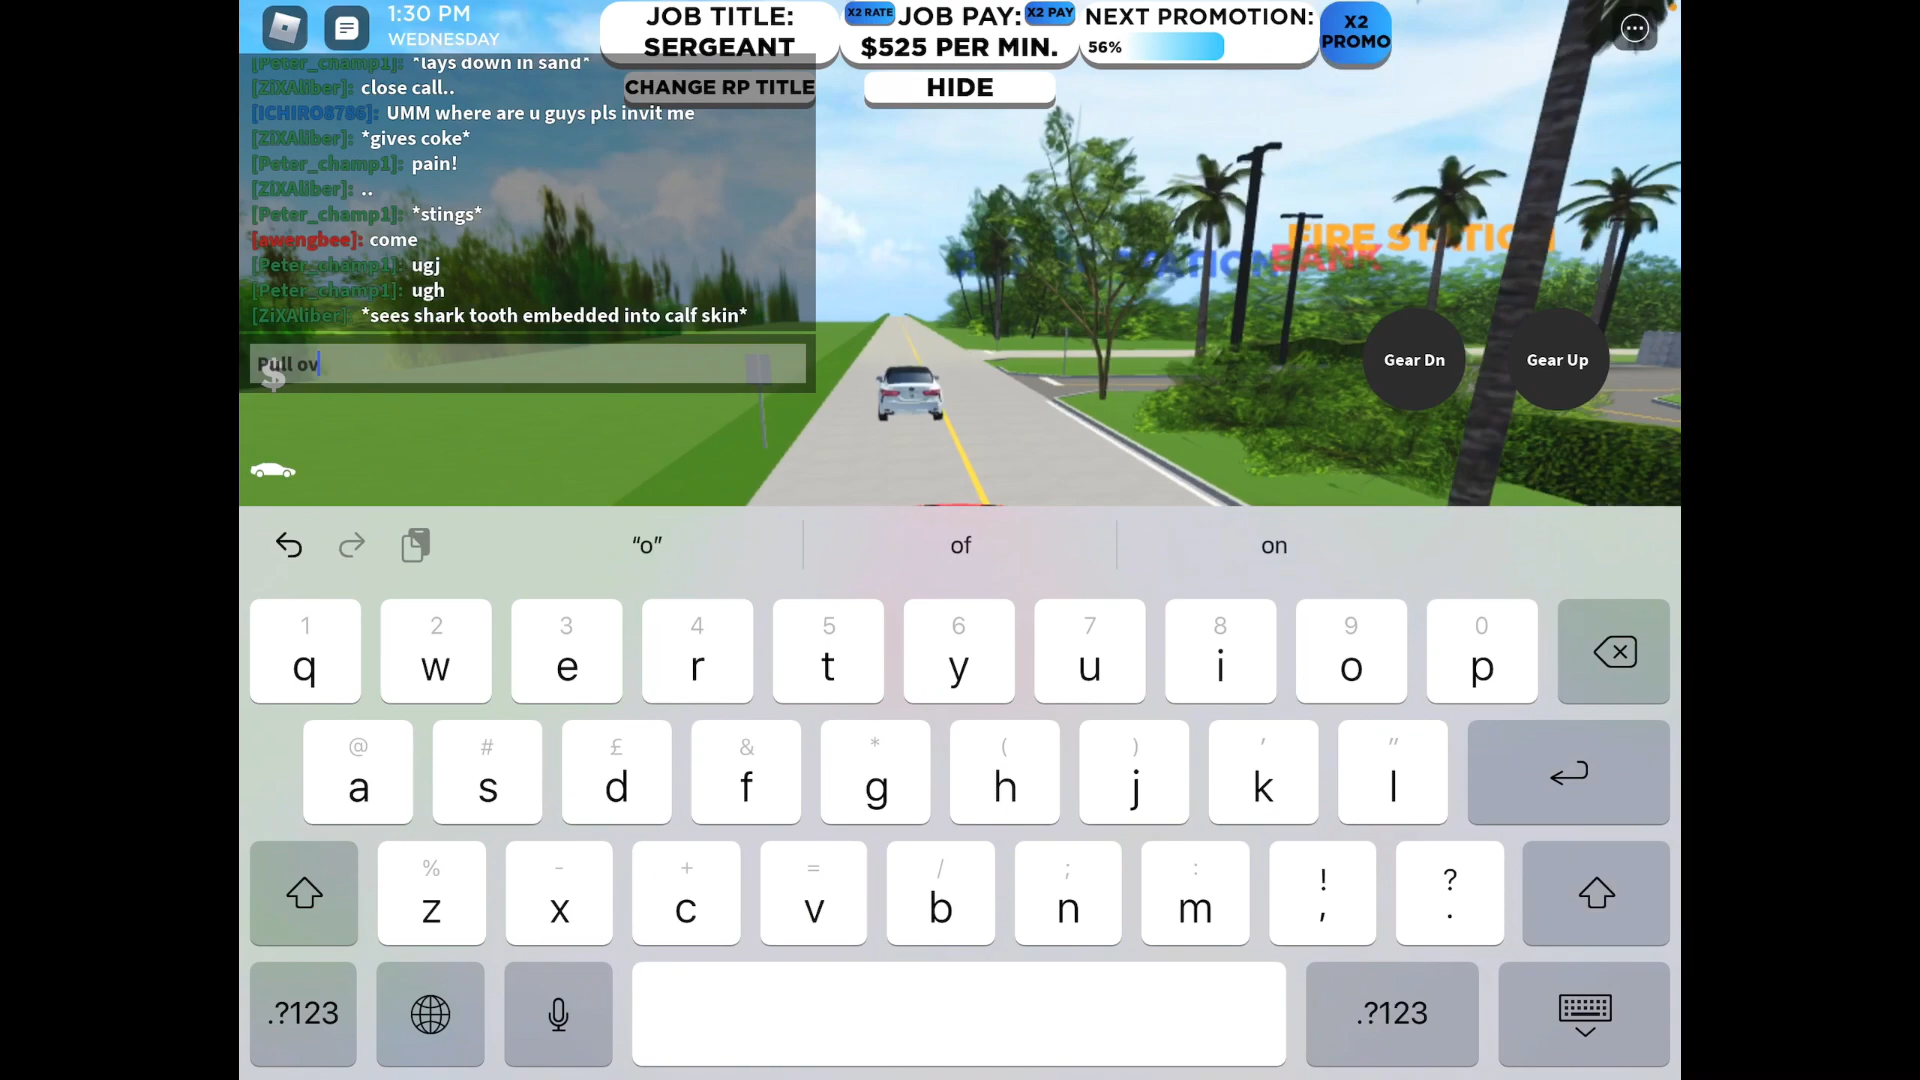 1:30 PM
WEDNESDAY
JOB TITLE:
SERGEANT
X2 RATE
JOB PAY:
X2 PAY
$525 PER MIN.
NEXT PROMOTION:
56%
X2
PROMO
CHANGE RP TITLE
HIDE
[Peter_champ1]: *lays down in sand*
[ZiXAliber]: close call..
[ICHIRO8786]: UMM where are u guys pls invit me
[ZiXAliber]: *gives coke*
[Peter_champ1]: pain!
[ZiXAliber]: ..
[Peter_champ1]: *stings*
[awengbee]: come
[Peter_champ1]: ugj
[Peter_champ1]: ugh
[ZiXAliber]: *sees shark tooth embedded into calf skin*
Pull ov
$
FIRE STATION
BANK
Gear Dn
Gear Up
“o” of on
1 2 3 4 5 6 7 8 9 0
q w e r t y u i o p
@ # £ & * ( ) ' "
a s d f g h j k l
% - + = / ; : ! ?
z x c v b n m , .
.?123 .?123